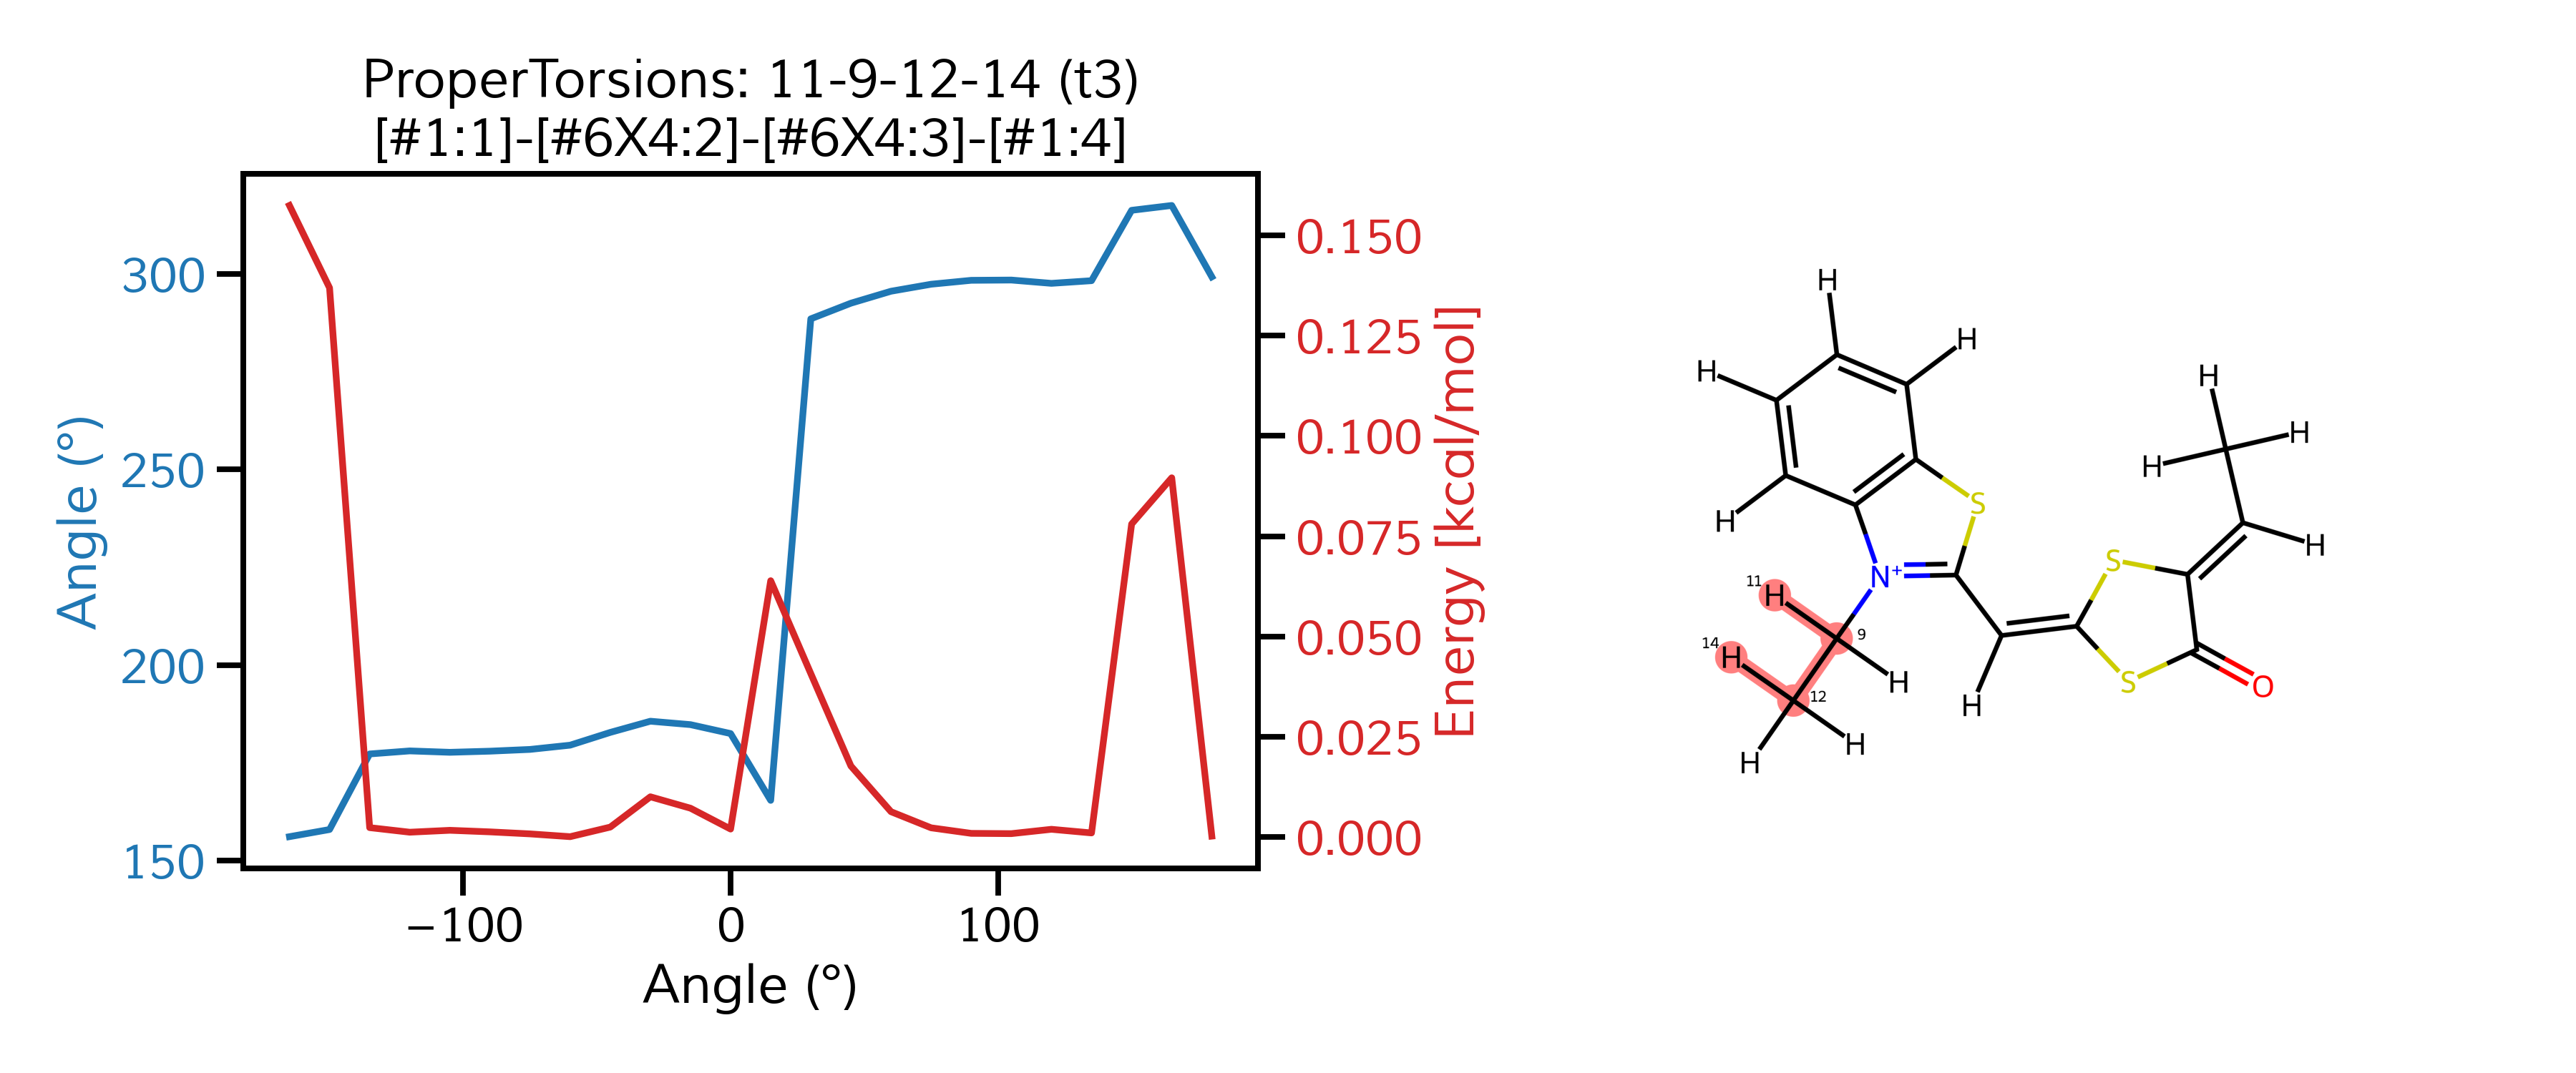 ProperTorsions: 11-9-12-14 (t3)
[#1:1]-[#6X4:2]-[#6X4:3]-[#1:4]
Angle (°)
300
250
200
150
−100
0
100
Angle (°)
0.150
0.125
0.100
0.075
0.050
0.025
0.000
Energy [kcal/mol]
H
H
H
H
H
H
H
S
H
S
N+
11
H
14
H
9
H
12
S
O
H
H
H